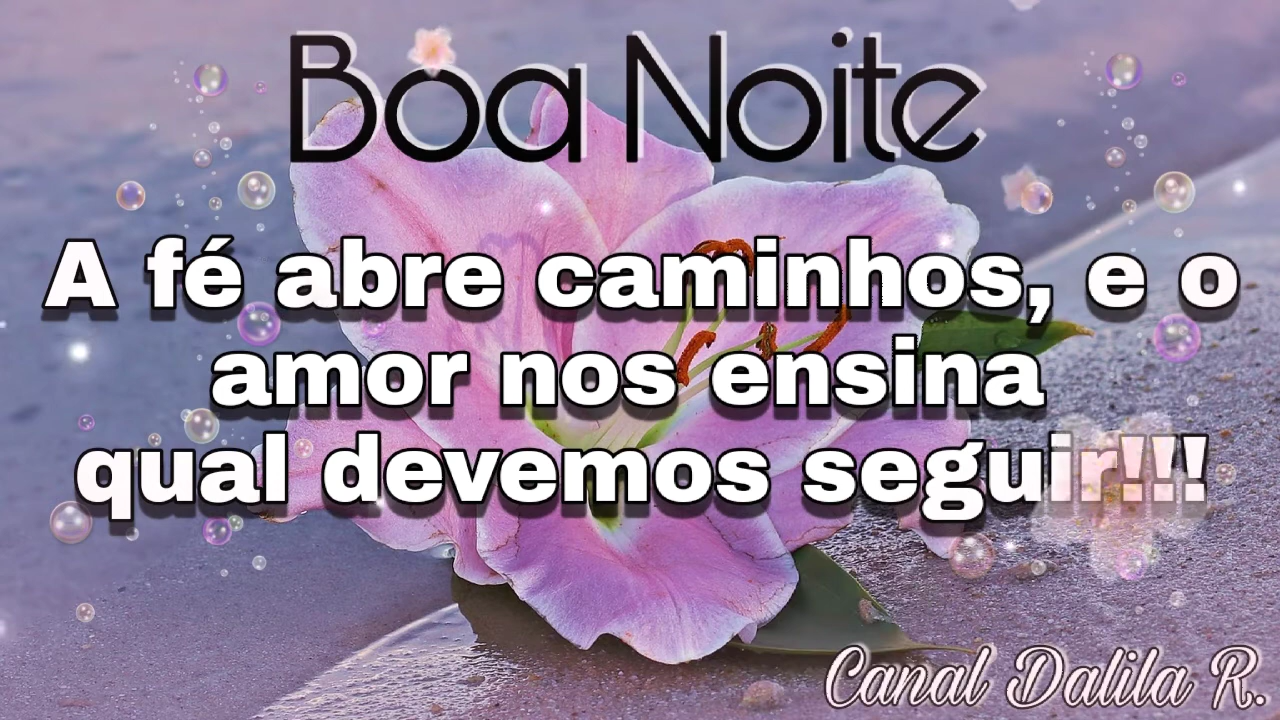 Boa Noite
A fé abre caminhos, e o
amor nos ensina
qual devemos seguir!!!
Canal Dalila R.